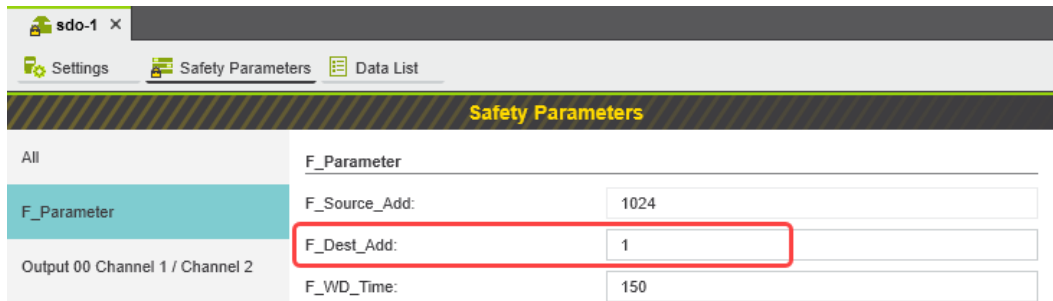 sdo-1 ×
Settings Safety Parameters Data List
Safety Parameters
All
F_Parameter
Output 00 Channel 1 / Channel 2
F_Parameter
F_Source_Add: 1024
F_Dest_Add: 1
F_WD_Time: 150